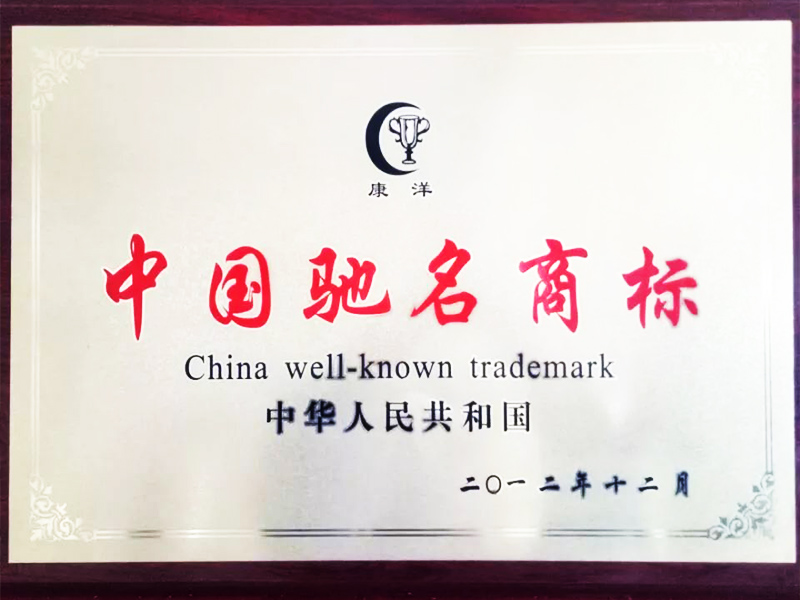 康洋
中国驰名商标
China well-known trademark
中华人民共和国
二〇一二年十二月